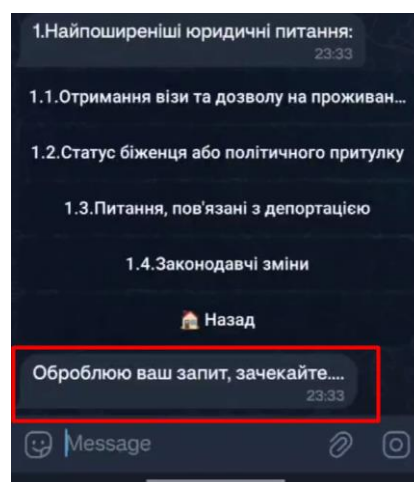 1.Найпоширеніші юридичні питання:
23:33
1.1.Отримання візи та дозволу на проживан...
1.2.Статус біженця або політичного притулку
1.3.Питання, пов'язані з депортацією
1.4.Законодавчі зміни
🏠 Назад
Оброблюю ваш запит, зачекайте....
23:33
Message